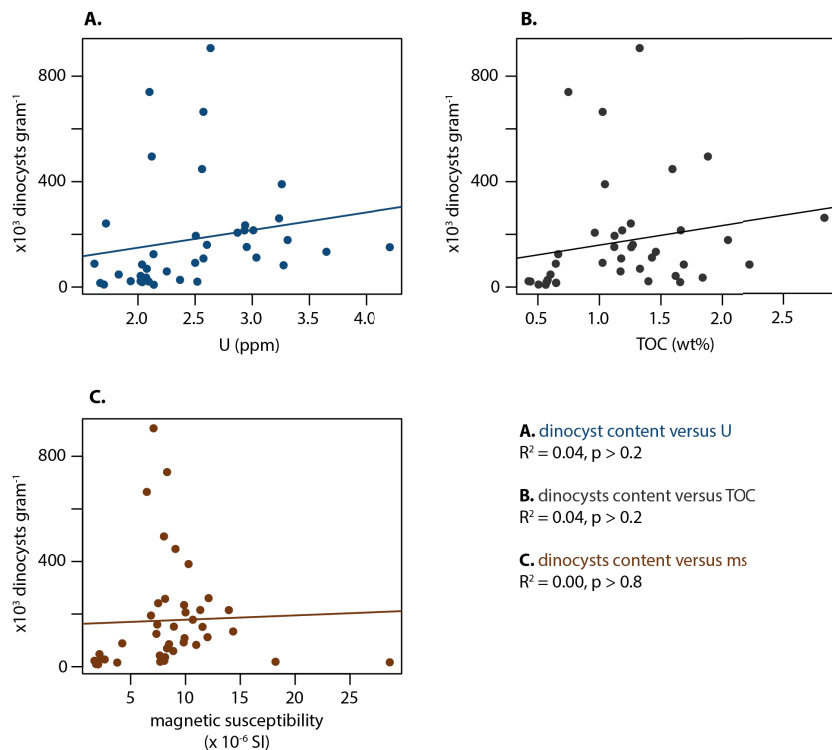 A.
x10³ dinocysts gram⁻¹
800
400
0
2.0 2.5 3.0 3.5 4.0
U (ppm)
B.
x10³ dinocysts gram⁻¹
800
400
0
0.5 1.0 1.5 2.0 2.5
TOC (wt%)
C.
x10³ dinocysts gram⁻¹
800
400
0
5 10 15 20 25
magnetic susceptibility
(x 10⁻⁶ SI)
A. dinocyst content versus U
R² = 0.04, p > 0.2
B. dinocysts content versus TOC
R² = 0.04, p > 0.2
C. dinocysts content versus ms
R² = 0.00, p > 0.8